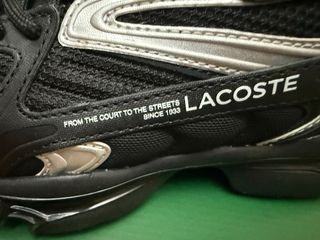 FROM THE COURT TO THE STREETS
SINCE 1933
LACOSTE